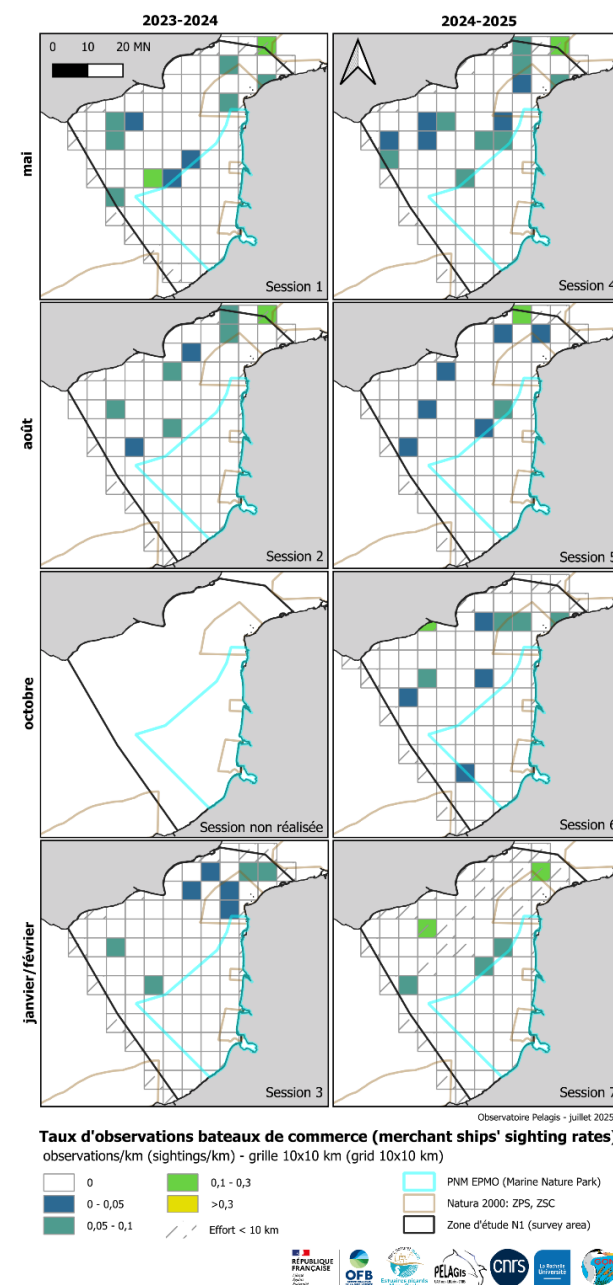 2023-2024
2024-2025
0 10 20 MN
mai
Session 1
Session 4
août
Session 2
Session 5
octobre
Session non réalisée
Session 6
janvier/février
Session 3
Session 7
Observatoire Pelagis - juillet 2025
Taux d'observations bateaux de commerce (merchant ships' sighting rates)
observations/km (sightings/km) - grille 10x10 km (grid 10x10 km)
0
0,1 - 0,3
PNM EPMO (Marine Nature Park)
0 - 0,05
>0,3
Natura 2000: ZPS, ZSC
0,05 - 0,1
Effort < 10 km
Zone d'étude N1 (survey area)
RÉPUBLIQUE
FRANÇAISE
OFB
PELAGIS
cnrs
La Rochelle
Université